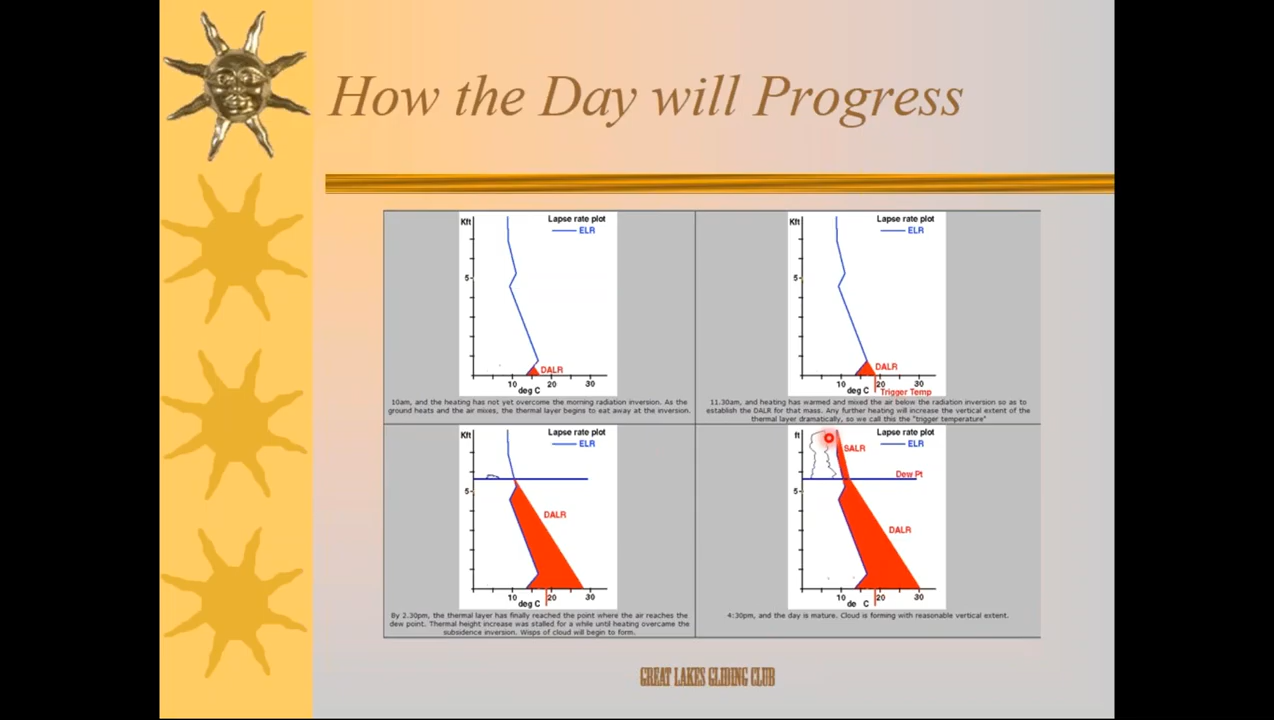 How the Day will Progress
Kft
Lapse rate plot
ELR
5
DALR
10 20 30
deg C
10am, and the heating has not yet overcome the morning radiation inversion. As the
ground heats and the air mixes, the thermal layer begins to eat away at the inversion.
Kft
Lapse rate plot
ELR
5
DALR
10 20 30
deg C
Trigger Temp
11.30am, and heating has warmed and mixed the air below the radiation inversion so as to
establish the DALR for that mass. Any further heating will increase the vertical extent of the
thermal layer dramatically, so we call this the "trigger temperature"
Kft
Lapse rate plot
ELR
5
DALR
10 20 30
deg C
By 2.30pm, the thermal layer has finally reached the point where the air reaches the
dew point. Thermal height increase was stalled for a while until heating overcame the
subsidence inversion. Wisps of cloud will begin to form.
ft
Lapse rate plot
ELR
SALR
Dew Pt
5
DALR
10 20 30
de C
4:30pm, and the day is mature. Cloud is forming with reasonable vertical extent.
GREAT LAKES GLIDING CLUB